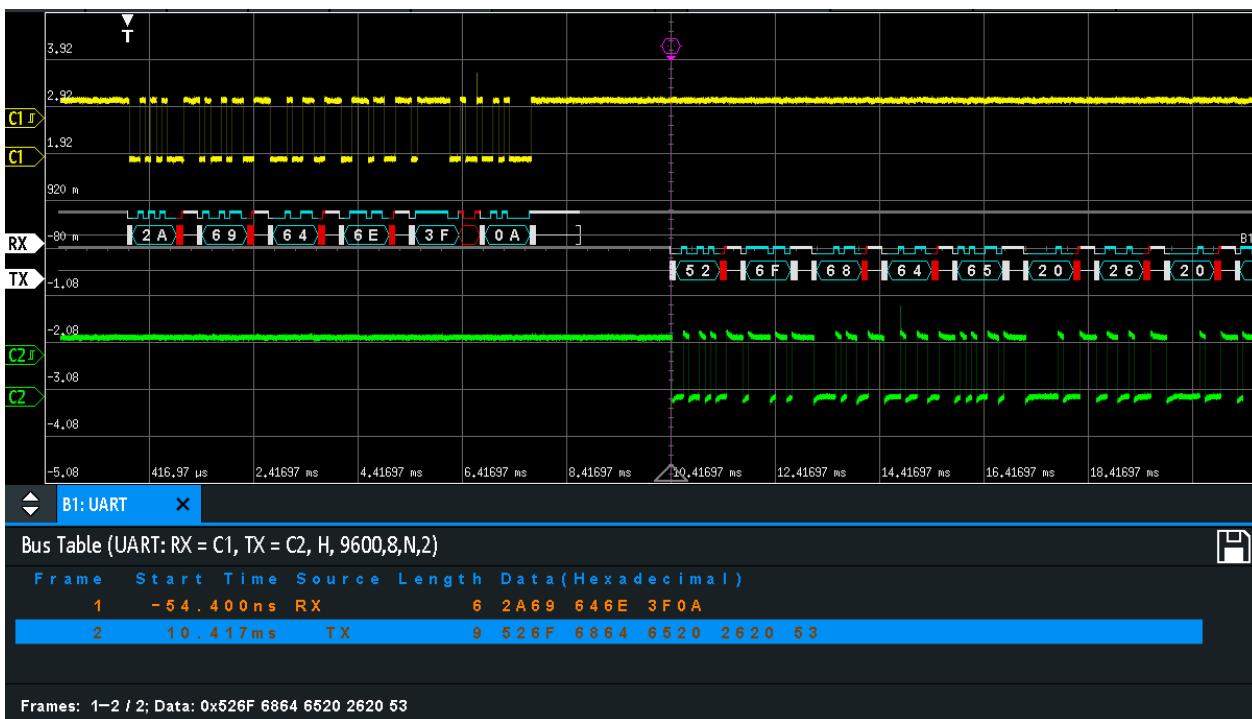 T
3.92
2.92
C1
1.92
C1
920 m
RX
-80 m
2A 69 64 6E 3F 0A
B1
TX
-1.08
52 6F 68 64 65 20 26 20
-2.08
C2
-3.08
C2
-4.08
-5.08 416.97 µs 2.41697 ms 4.41697 ms 6.41697 ms 8.41697 ms 10.41697 ms 12.41697 ms 14.41697 ms 16.41697 ms 18.41697 ms
B1: UART ×
Bus Table (UART: RX = C1, TX = C2, H, 9600,8,N,2)
Frame Start Time Source Length Data(Hexadecimal)
1 -54.400ns RX 6 2A69 646E 3F0A
2 10.417ms TX 9 526F 6864 6520 2620 53
Frames: 1-2 / 2; Data: 0x526F 6864 6520 2620 53